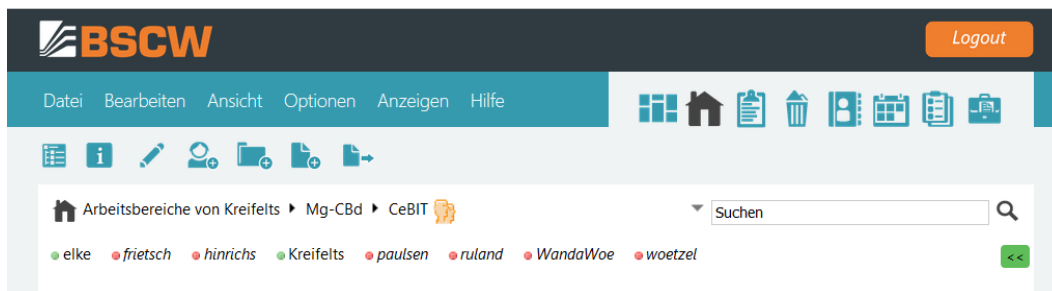 BSCW
Logout
Datei Bearbeiten Ansicht Optionen Anzeigen Hilfe
Arbeitsbereiche von Kreifelts Mg-CBd CeBIT Suchen
elke frietsch hinrichs Kreifelts paulsen ruland WandaWoe woetzel <<